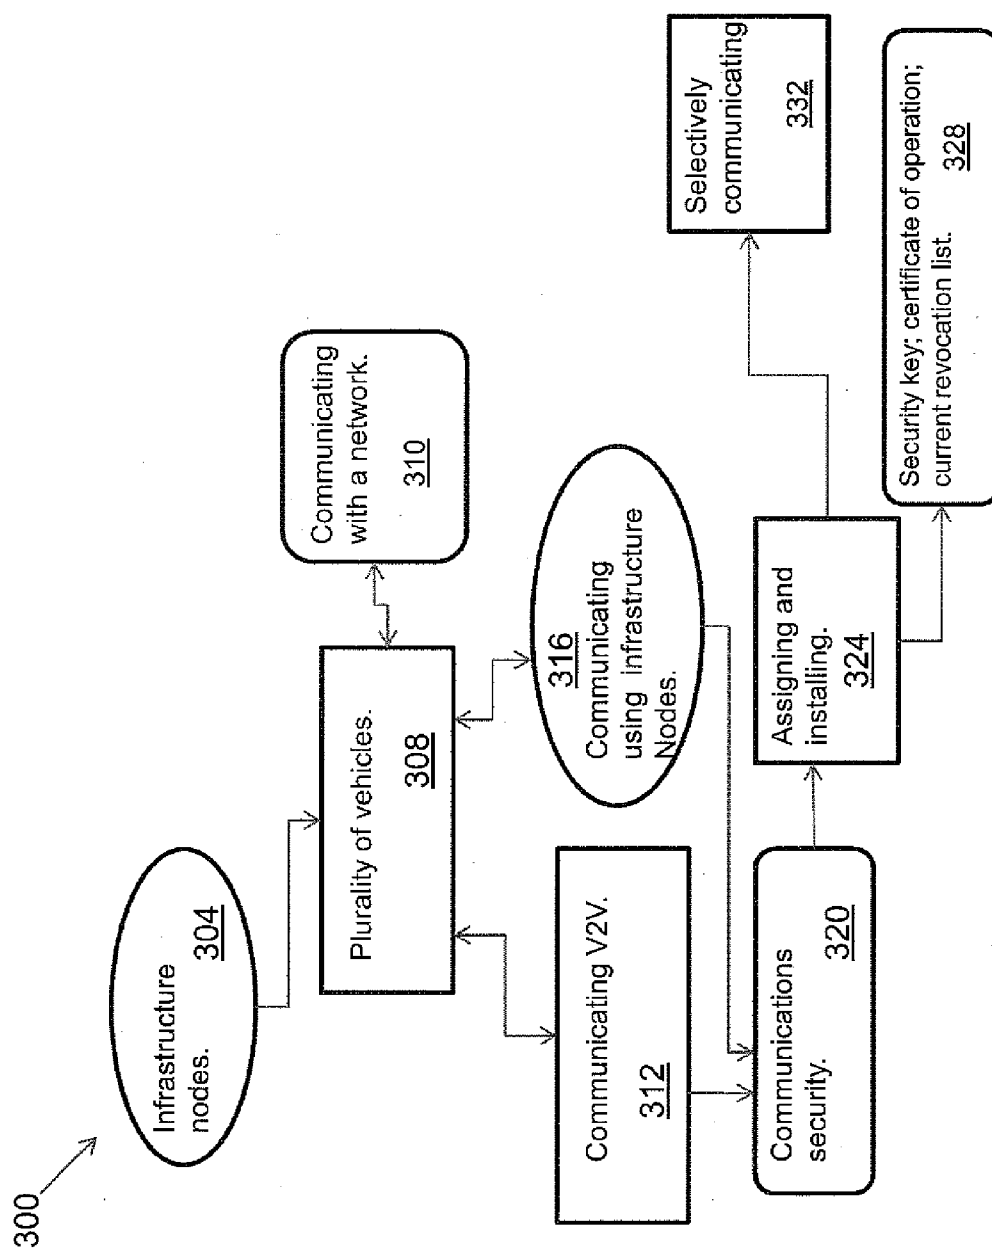 300
Infrastructure
nodes.
304
Plurality of vehicles.
308
Communicating
with a network.
310
Communicating V2V.
312
316
Communicating
using infrastructure
Nodes.
Communications
security.
320
Assigning and
installing.
324
Selectively
communicating
332
Security key; certificate of operation;
current revocation list.
328